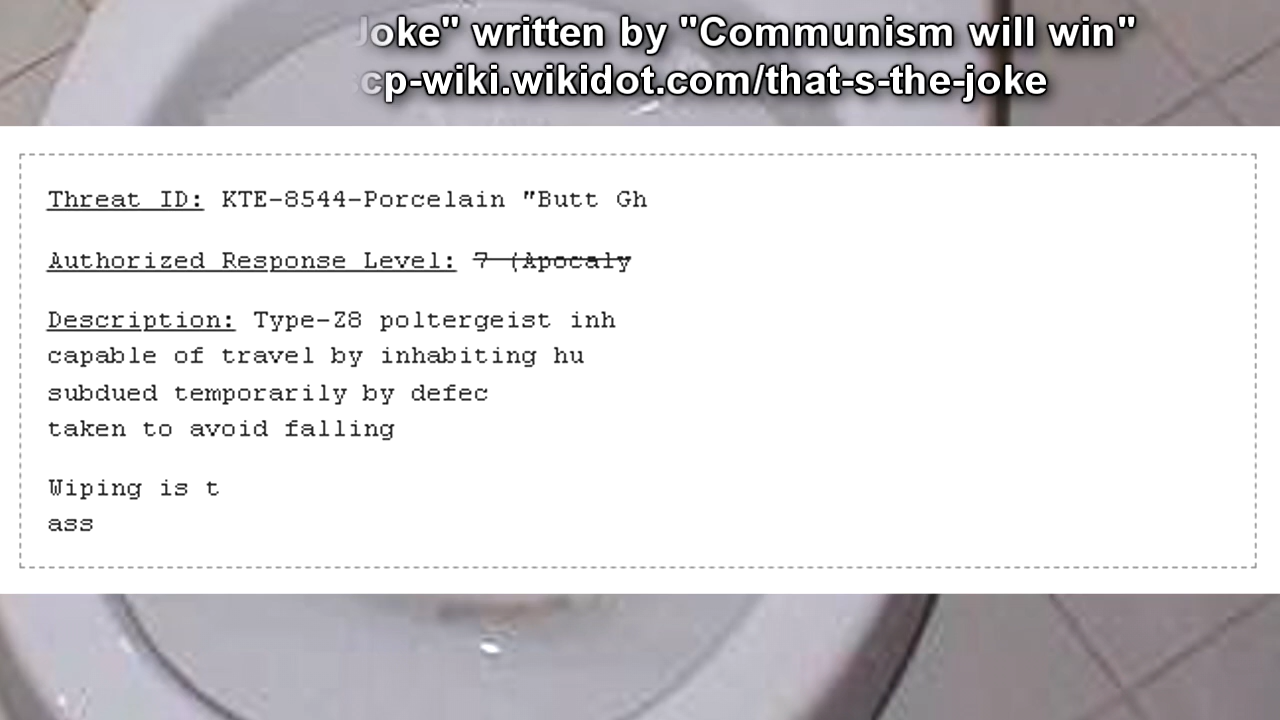 Joke" written by "Communism will win"
cp-wiki.wikidot.com/that-s-the-joke
Threat ID: KTE-8544-Porcelain "Butt Gh
Authorized Response Level: 7 (Apocaly
Description: Type-Z8 poltergeist inh
capable of travel by inhabiting hu
subdued temporarily by defec
taken to avoid falling
Wiping is t
ass